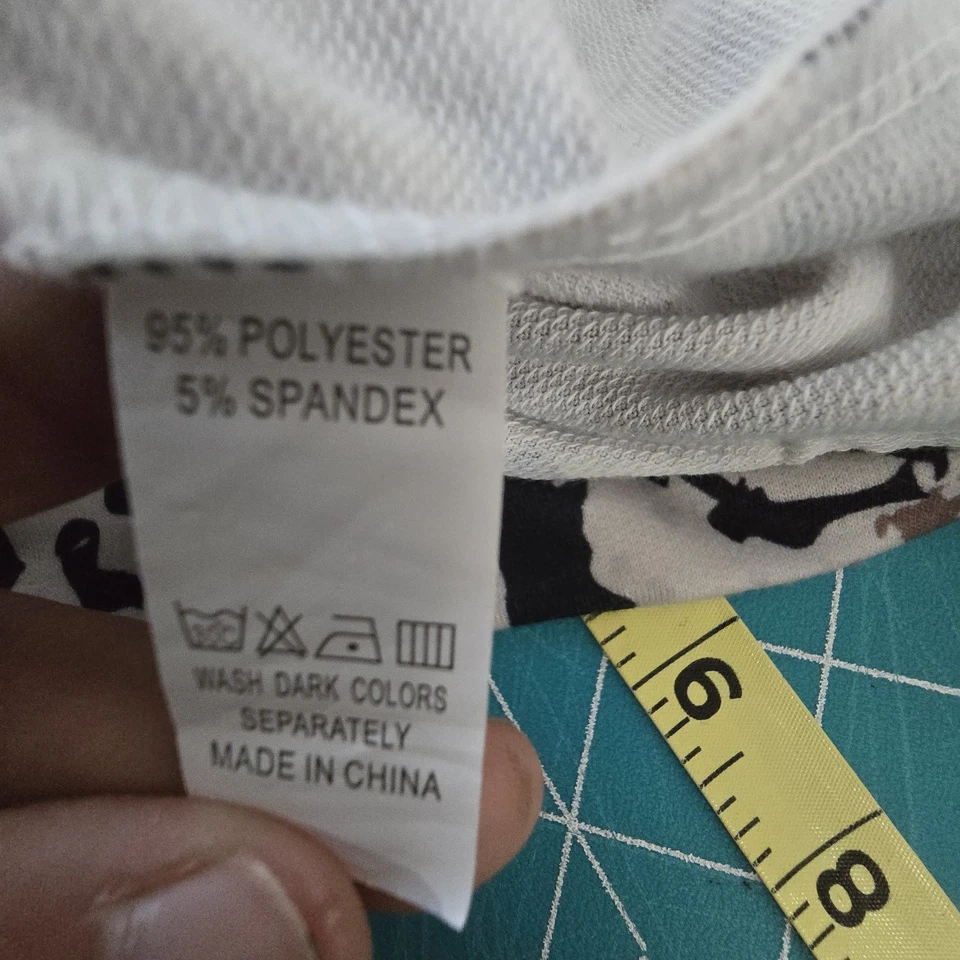 95% POLYESTER
5% SPANDEX
WASH DARK COLORS
SEPARATELY
MADE IN CHINA
6
8